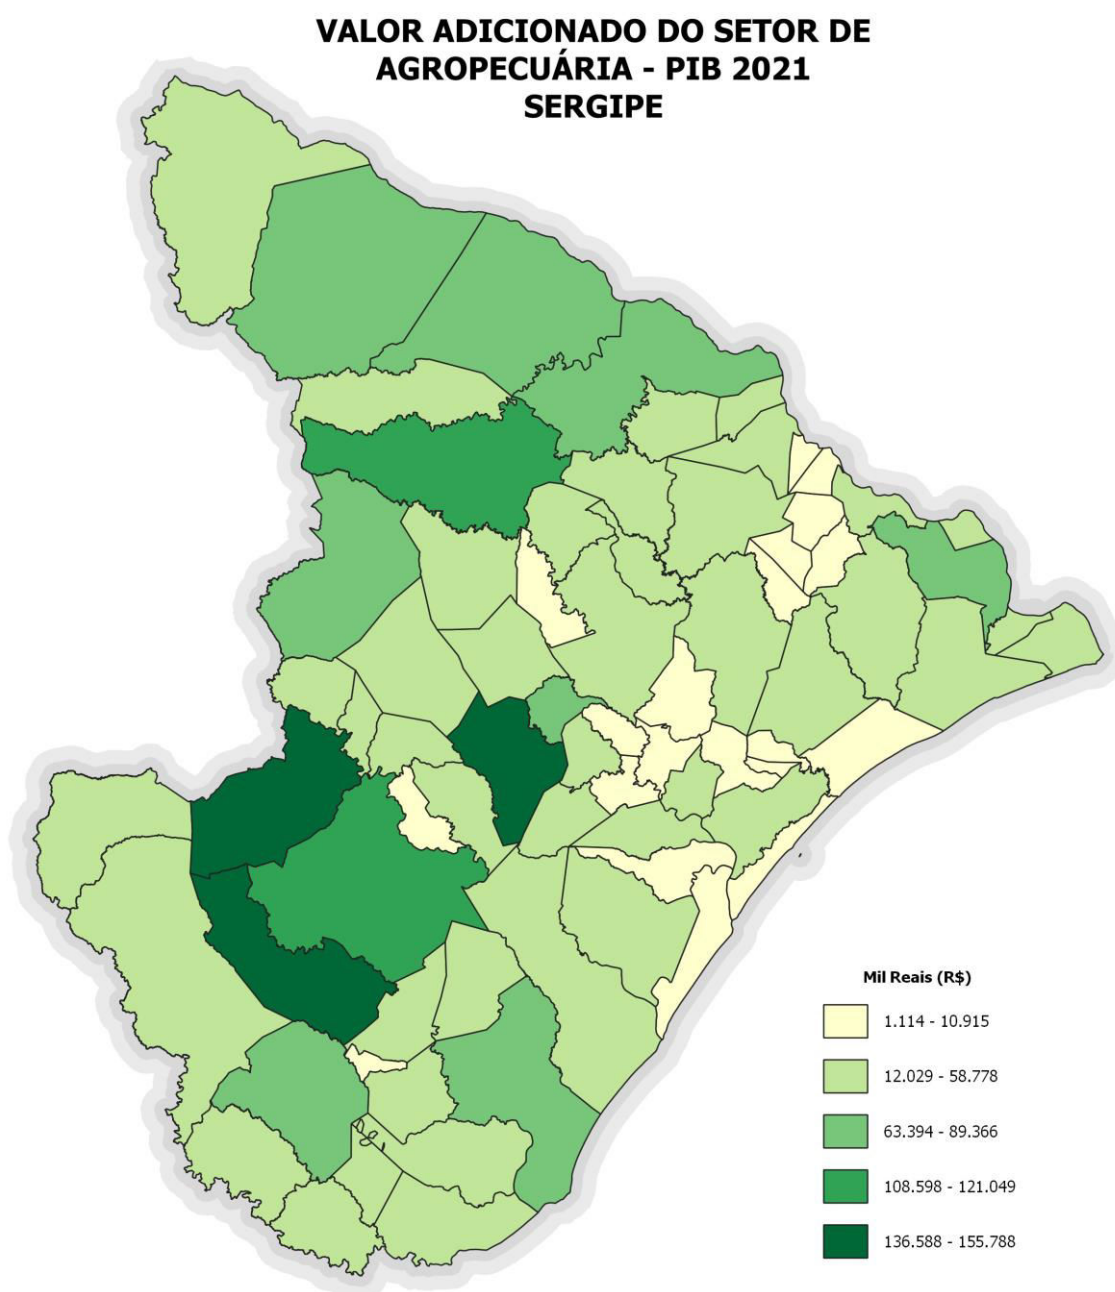 VALOR ADICIONADO DO SETOR DE
AGROPECUÁRIA - PIB 2021
SERGIPE
Mil Reais (R$)
1.114 - 10.915
12.029 - 58.778
63.394 - 89.366
108.598 - 121.049
136.588 - 155.788